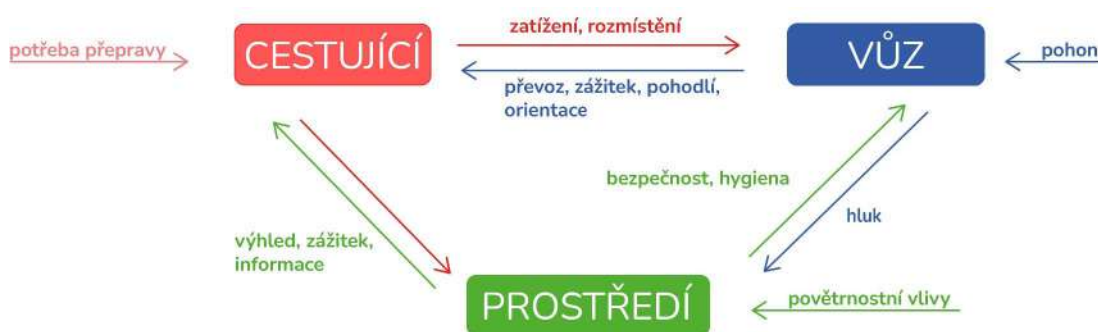 zatížení, rozmístění
potřeba přepravy
CESTUJÍCÍ
VŮZ
pohon
převoz, zážitek, pohodlí,
orientace
bezpečnost, hygiena
hluk
výhled, zážitek,
informace
PROSTŘEDÍ
povětrnostní vlivy